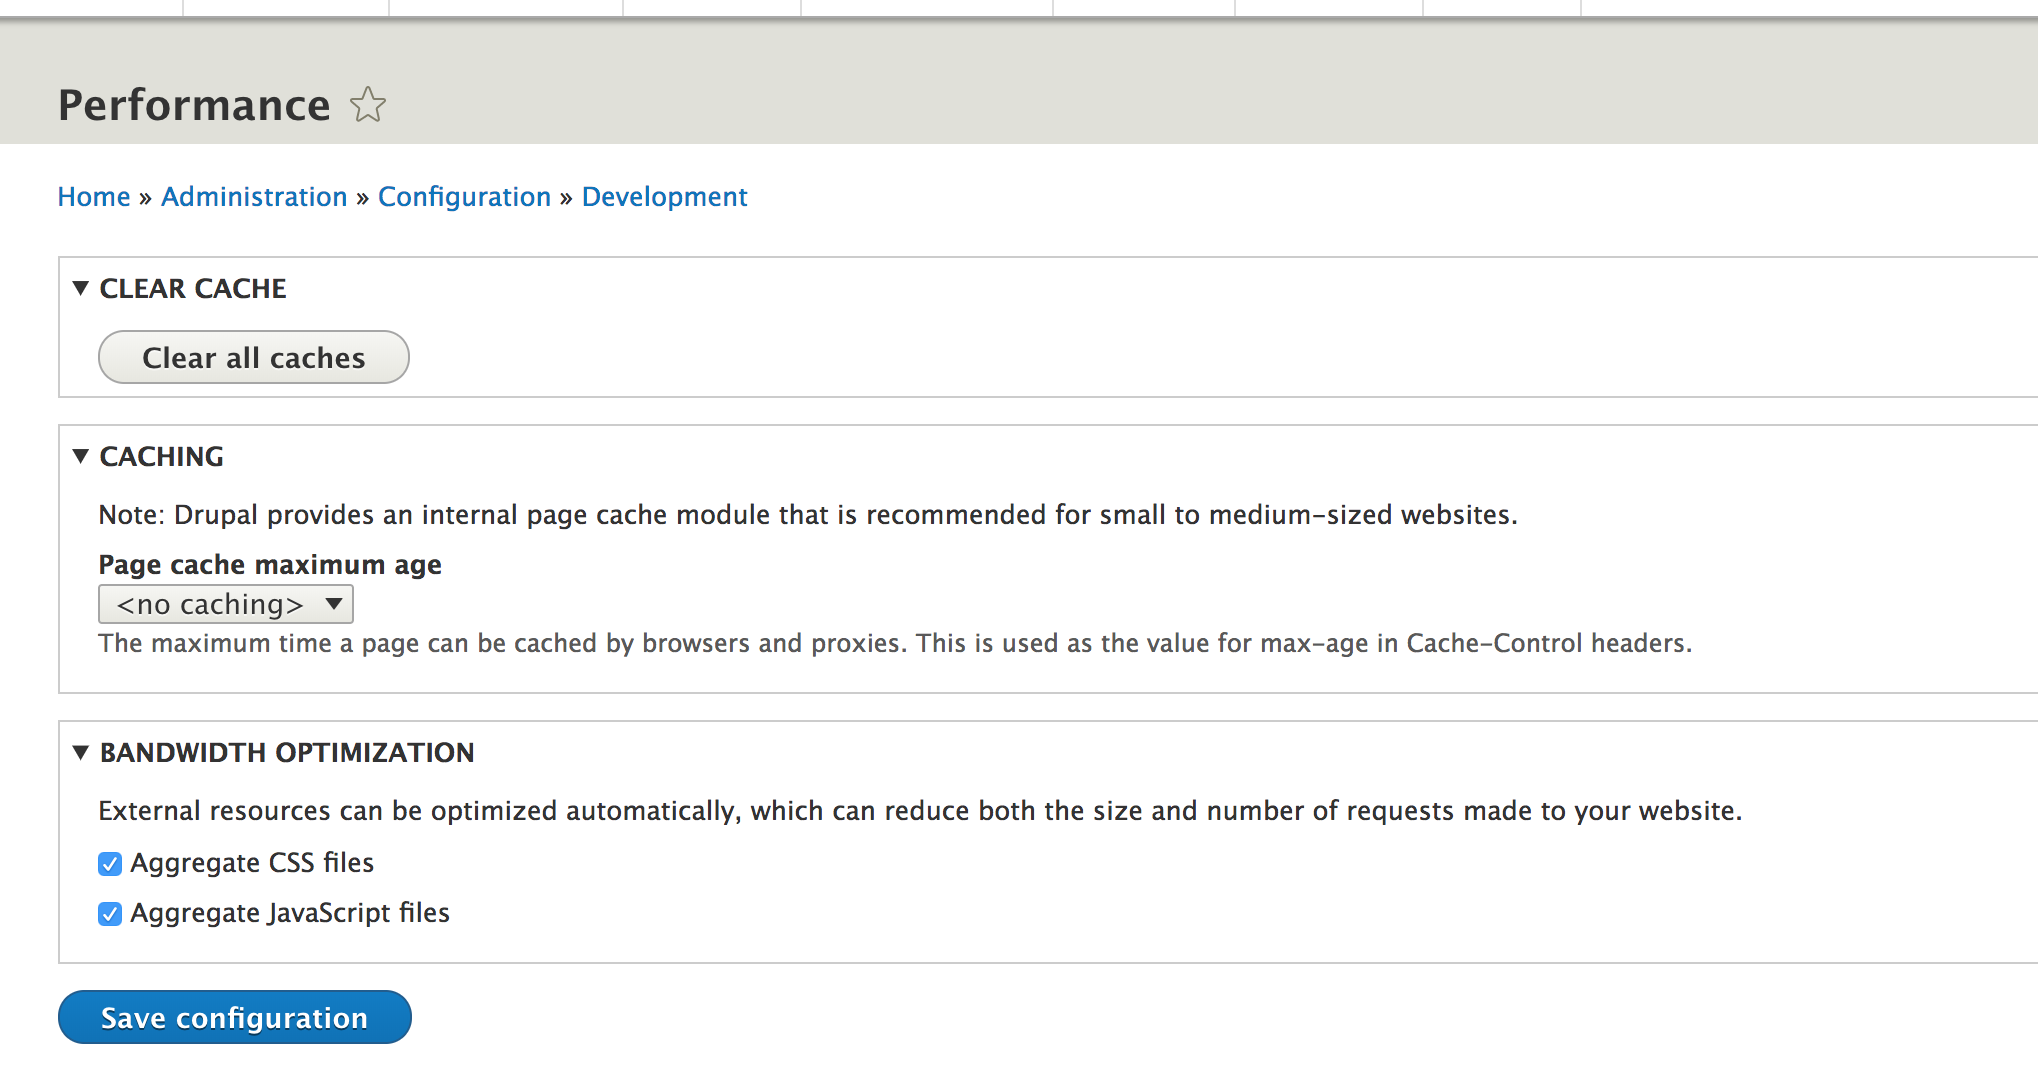 Performance
Home » Administration » Configuration » Development
CLEAR CACHE
Clear all caches
CACHING
Note: Drupal provides an internal page cache module that is recommended for small to medium-sized websites.
Page cache maximum age
<no caching>
The maximum time a page can be cached by browsers and proxies. This is used as the value for max-age in Cache-Control headers.
BANDWIDTH OPTIMIZATION
External resources can be optimized automatically, which can reduce both the size and number of requests made to your website.
Aggregate CSS files
Aggregate JavaScript files
Save configuration